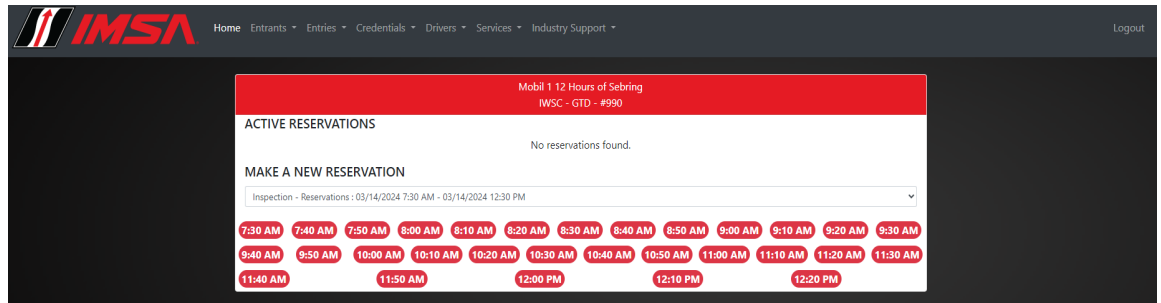 IMSA Home Entrants Entries Credentials Drivers Services Industry Support Logout
Mobil 1 12 Hours of Sebring
IWSC - GTD - #990
ACTIVE RESERVATIONS
No reservations found.
MAKE A NEW RESERVATION
Inspection - Reservations : 03/14/2024 7:30 AM - 03/14/2024 12:30 PM
7:30 AM 7:40 AM 7:50 AM 8:00 AM 8:10 AM 8:20 AM 8:30 AM 8:40 AM 8:50 AM 9:00 AM 9:10 AM 9:20 AM 9:30 AM
9:40 AM 9:50 AM 10:00 AM 10:10 AM 10:20 AM 10:30 AM 10:40 AM 10:50 AM 11:00 AM 11:10 AM 11:20 AM 11:30 AM
11:40 AM 11:50 AM 12:00 PM 12:10 PM 12:20 PM